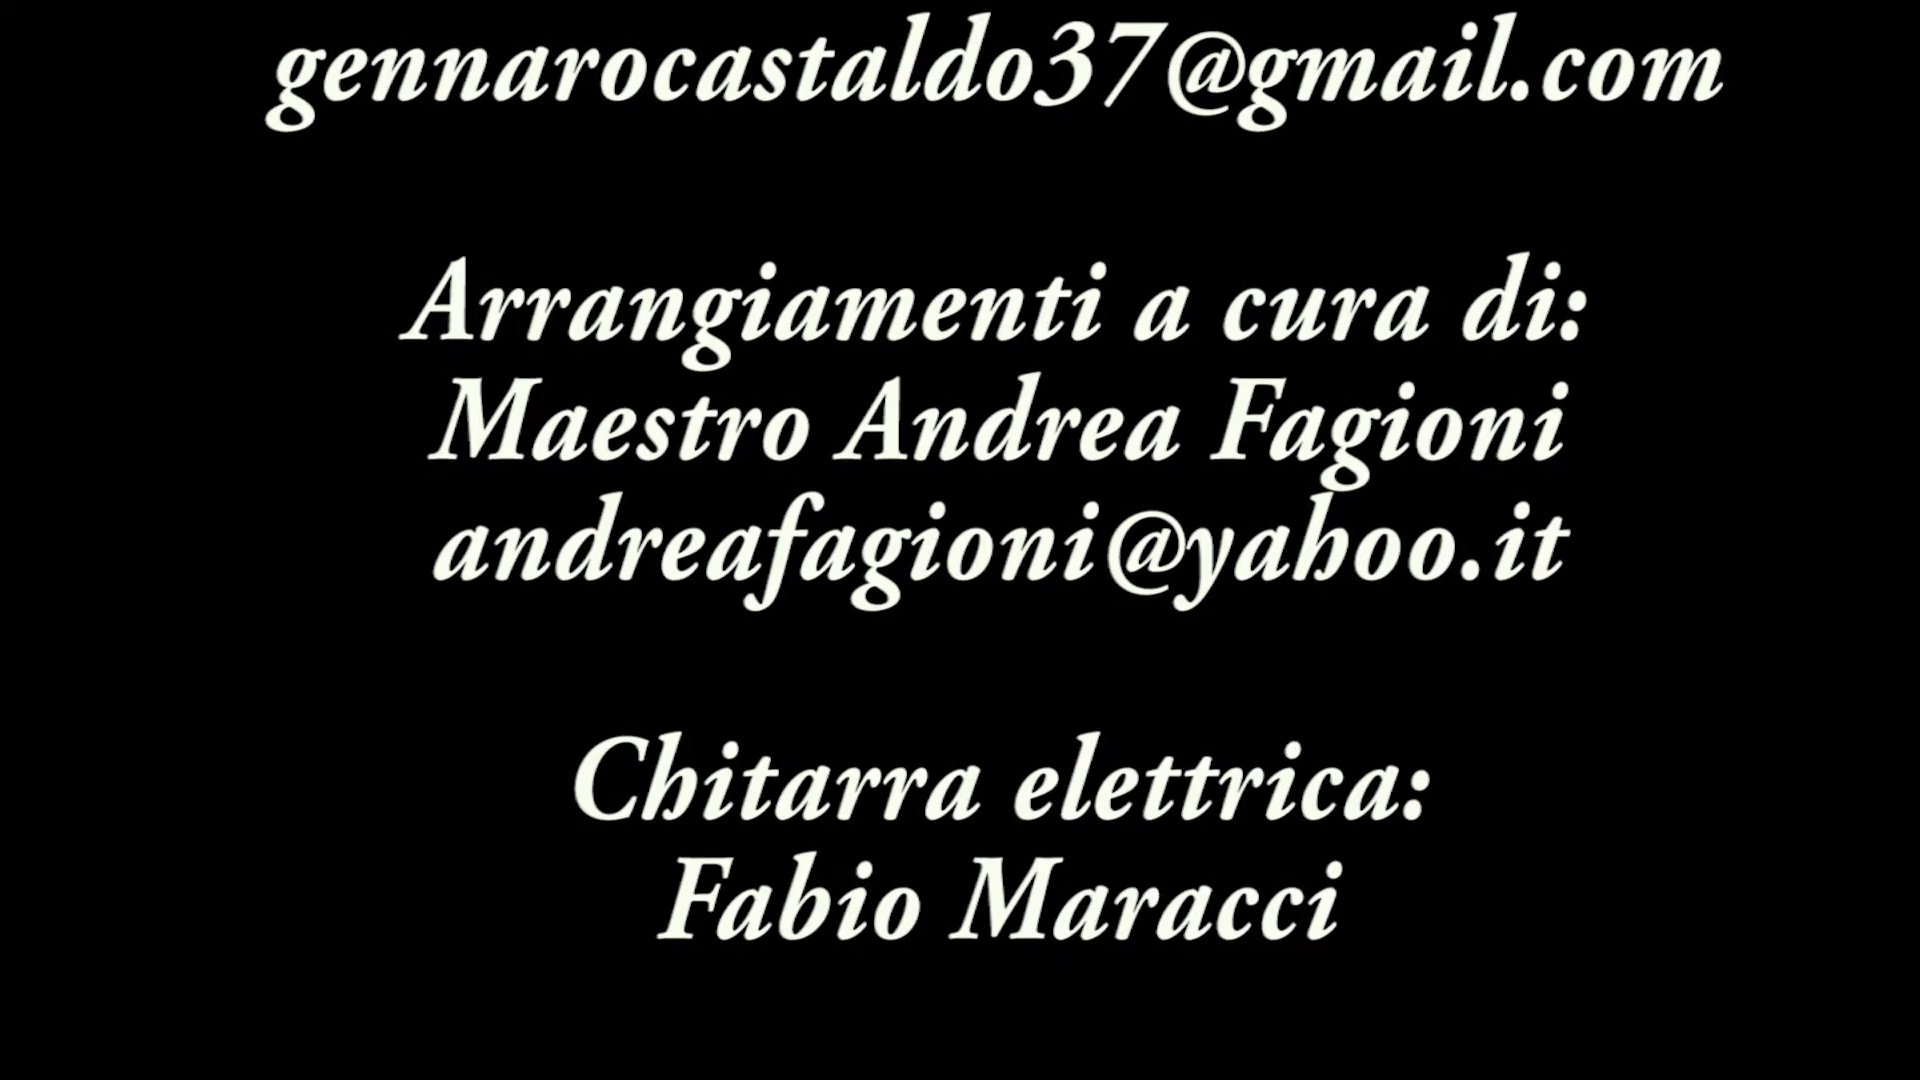 gennarocastaldo37@gmail.com
Arrangiamenti a cura di:
Maestro Andrea Fagioni
andreafagioni@yahoo.it
Chitarra elettrica:
Fabio Maracci